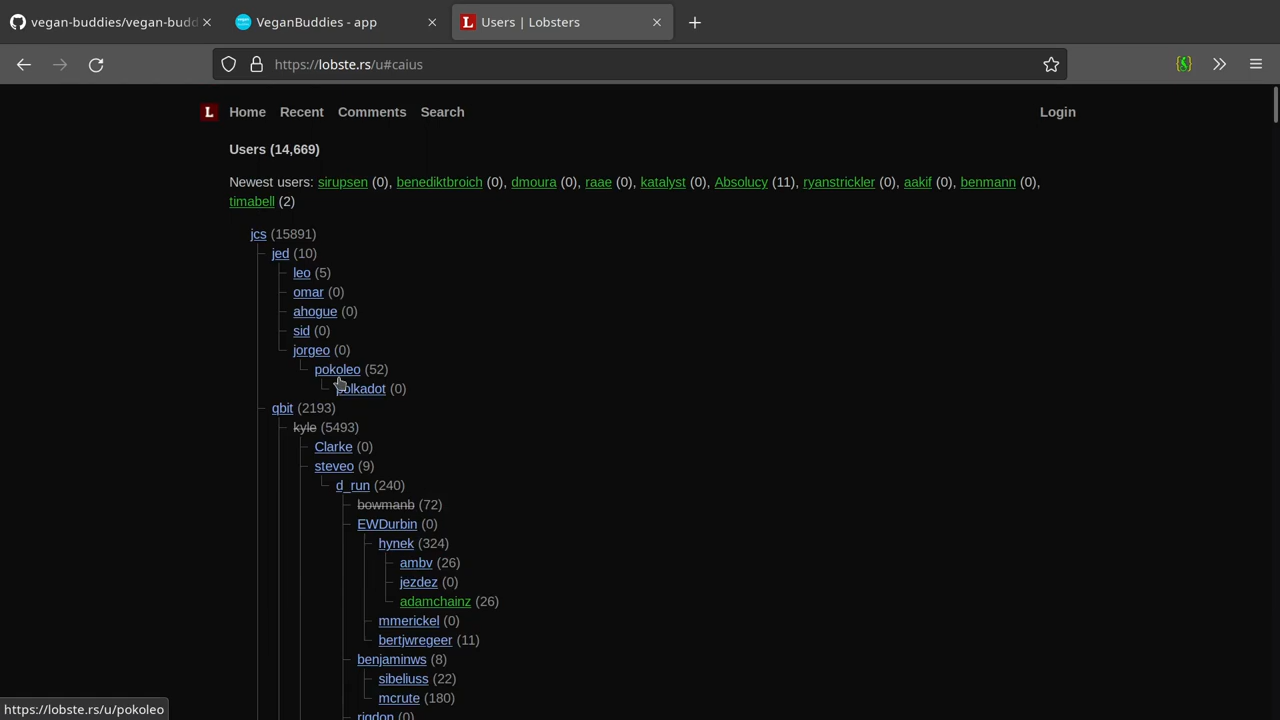 vegan-buddies/vegan-budd
VeganBuddies - app
L Users | Lobsters
https://lobste.rs/u#caius
L Home Recent Comments Search Login
Users (14,669)
Newest users: sirupsen (0), benediktbroich (0), dmoura (0), raae (0), katalyst (0), Absolucy (11), ryanstrickler (0), aakif (0), benmann (0),
timabell (2)
jcs (15891)
jed (10)
leo (5)
omar (0)
ahogue (0)
sid (0)
jorgeo (0)
pokoleo (52)
polkadot (0)
qbit (2193)
kyle (5493)
Clarke (0)
steveo (9)
d_run (240)
bowmanb (72)
EWDurbin (0)
hynek (324)
ambv (26)
jezdez (0)
adamchainz (26)
mmerickel (0)
bertjwregeer (11)
benjaminws (8)
sibeliuss (22)
mcrute (180)
rigdon (0)
https://lobste.rs/u/pokoleo